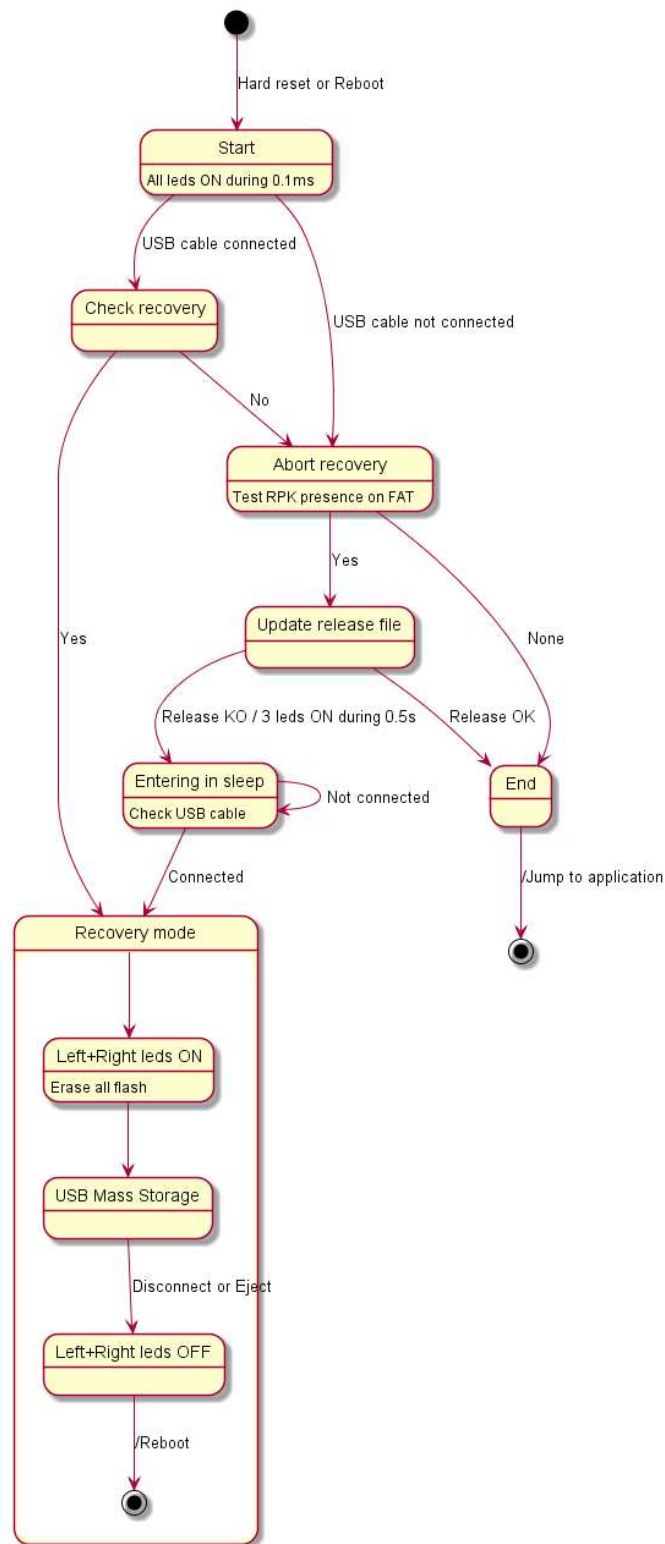 Hard reset or Reboot
Start
All leds ON during 0.1ms
USB cable connected
Check recovery
USB cable not connected
No
Abort recovery
Test RPK presence on FAT
Yes
Update release file
Yes
None
Release KO / 3 leds ON during 0.5s
Release OK
Entering in sleep
Check USB cable
Not connected
End
Connected
/Jump to application
Recovery mode
Left+Right leds ON
Erase all flash
USB Mass Storage
Disconnect or Eject
Left+Right leds OFF
/Reboot